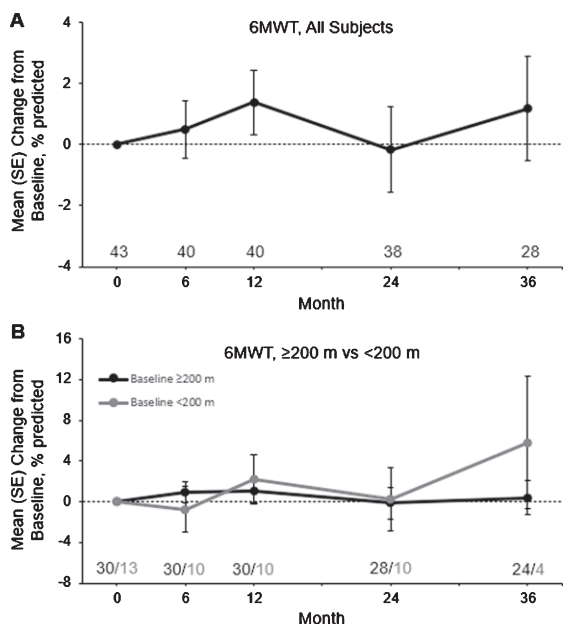 A
6MWT, All Subjects
Mean (SE) Change from
Baseline, % predicted
4
2
0
-2
-4
43 40 40 38 28
0 6 12 24 36
Month
B
6MWT, ≥200 m vs <200 m
Mean (SE) Change from
Baseline, % predicted
16
12
8
4
0
-4
-8
Baseline ≥200 m
Baseline <200 m
30/13 30/10 30/10 28/10 24/4
0 6 12 24 36
Month